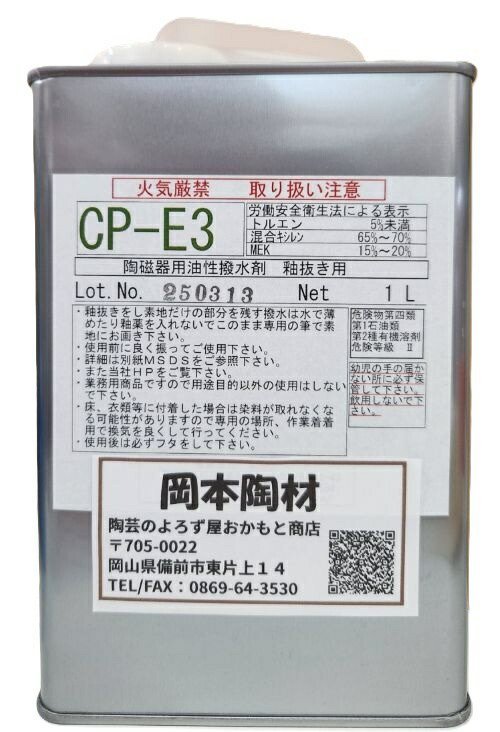 火気厳禁　取り扱い注意
CP-E3
労働安全衛生法による表示
トルエン 5%未満
混合ｷｼﾚﾝ 65%~70%
MEK 15%~20%
陶磁器用油性撥水剤　釉抜き用
Lot.No. 250313 Net 1L
・釉抜きをし素地だけの部分を残す撥水は水で薄
めたり釉薬を入れないでこのまま専用の筆で素
地にお画き下さい。
・使用前に良く振ってご使用下さい。
・詳細は別紙MSDSをご参照下さい。
・また当社HPをご覧下さい。
・業務用商品ですので用途目的以外の使用はしない
で下さい。
・床、衣類等に付着した場合は染料が取れなくな
る可能性がありますので専用の場所、作業着着
用で換気を良くして行ってください。
・使用後は必ずフタをして下さい。
危険物第四類
第1石油類
第2種有機溶剤
危険等級　Ⅱ
幼児の手の届か
ない所に必ず保
管して下さい。
飲用しないで下
さい。
岡本陶材
陶芸のよろず屋おかもと商店
〒705-0022
岡山県備前市東片上１４
TEL/FAX：0869-64-3530